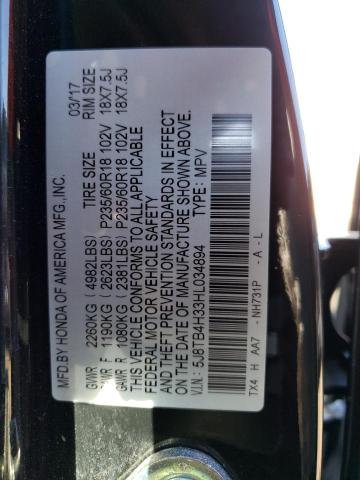 MFD.BY HONDA OF AMERICA MFG.,INC. 03/17
TIRE SIZE RIM SIZE
GVWR 2260KG ( 4982LBS)
GAWR F 1190KG ( 2623LBS) P235/60R18 102V 18X7.5J
GAWR R 1080KG ( 2381LBS) P235/60R18 102V 18X7.5J
THIS VEHICLE CONFORMS TO ALL APPLICABLE
FEDERAL MOTOR VEHICLE SAFETY
AND THEFT PREVENTION STANDARDS IN EFFECT
ON THE DATE OF MANUFACTURE SHOWN ABOVE.
V.I.N.: 5J8TB4H33HL034694 TYPE: MPV
TX4 H AA7 - NH731P - A - L